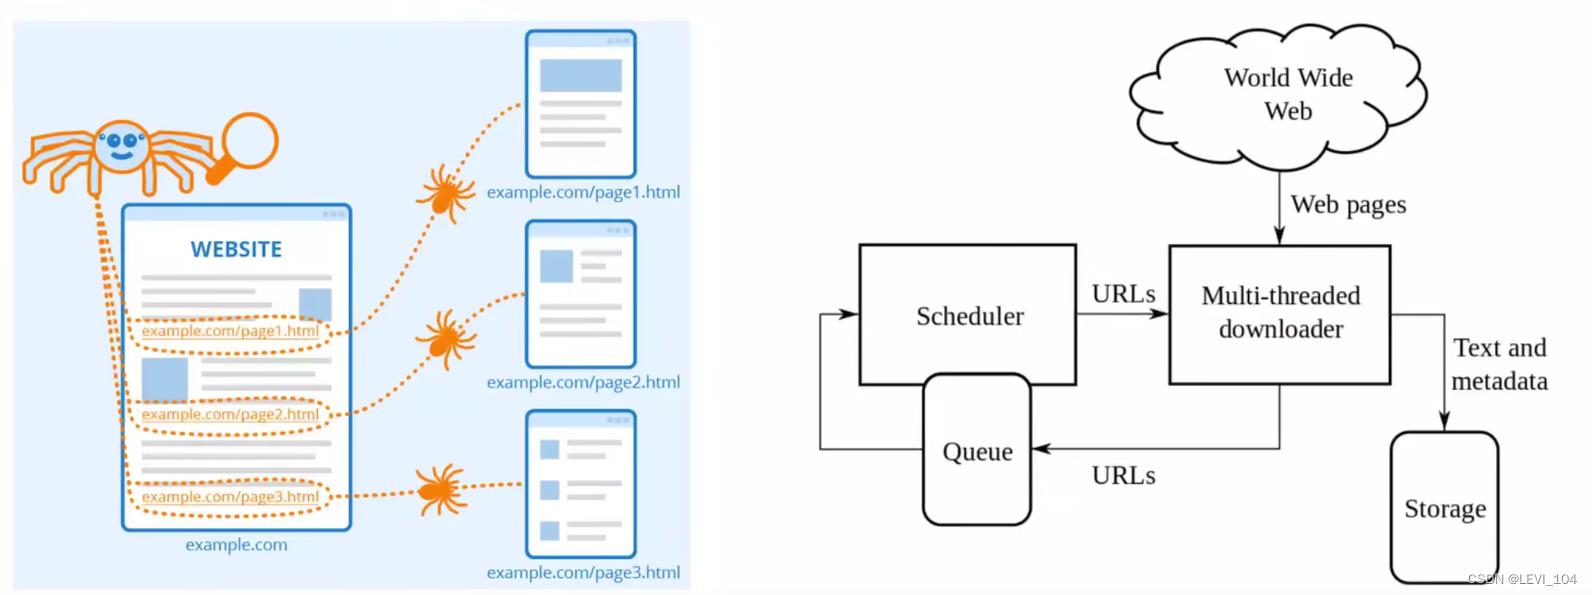 WEBSITE
example.com/page1.html
example.com/page2.html
example.com/page3.html
example.com
example.com/page1.html
example.com/page2.html
example.com/page3.html
World Wide
Web
Web pages
Scheduler
URLs
Multi-threaded
downloader
Text and
metadata
Queue
URLs
Storage
CSDN @LEVI_104